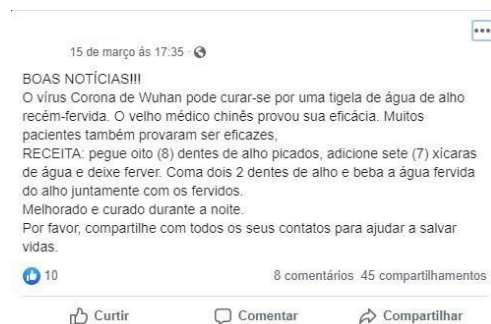 15 de março ás 17:35 ·
BOAS NOTÍCIAS!!!
O vírus Corona de Wuhan pode curar-se por uma tigela de água de alho
recém-fervida. O velho médico chinês provou sua eficácia. Muitos
pacientes também provaram ser eficazes,
RECEITA: pegue oito (8) dentes de alho picados, adicione sete (7) xícaras
de água e deixe ferver. Coma dois 2 dentes de alho e beba a água fervida
do alho juntamente com os fervidos.
Melhorado e curado durante a noite.
Por favor, compartilhe com todos os seus contatos para ajudar a salvar
vidas.
10 8 comentários 45 compartilhamentos
Curtir Comentar Compartilhar